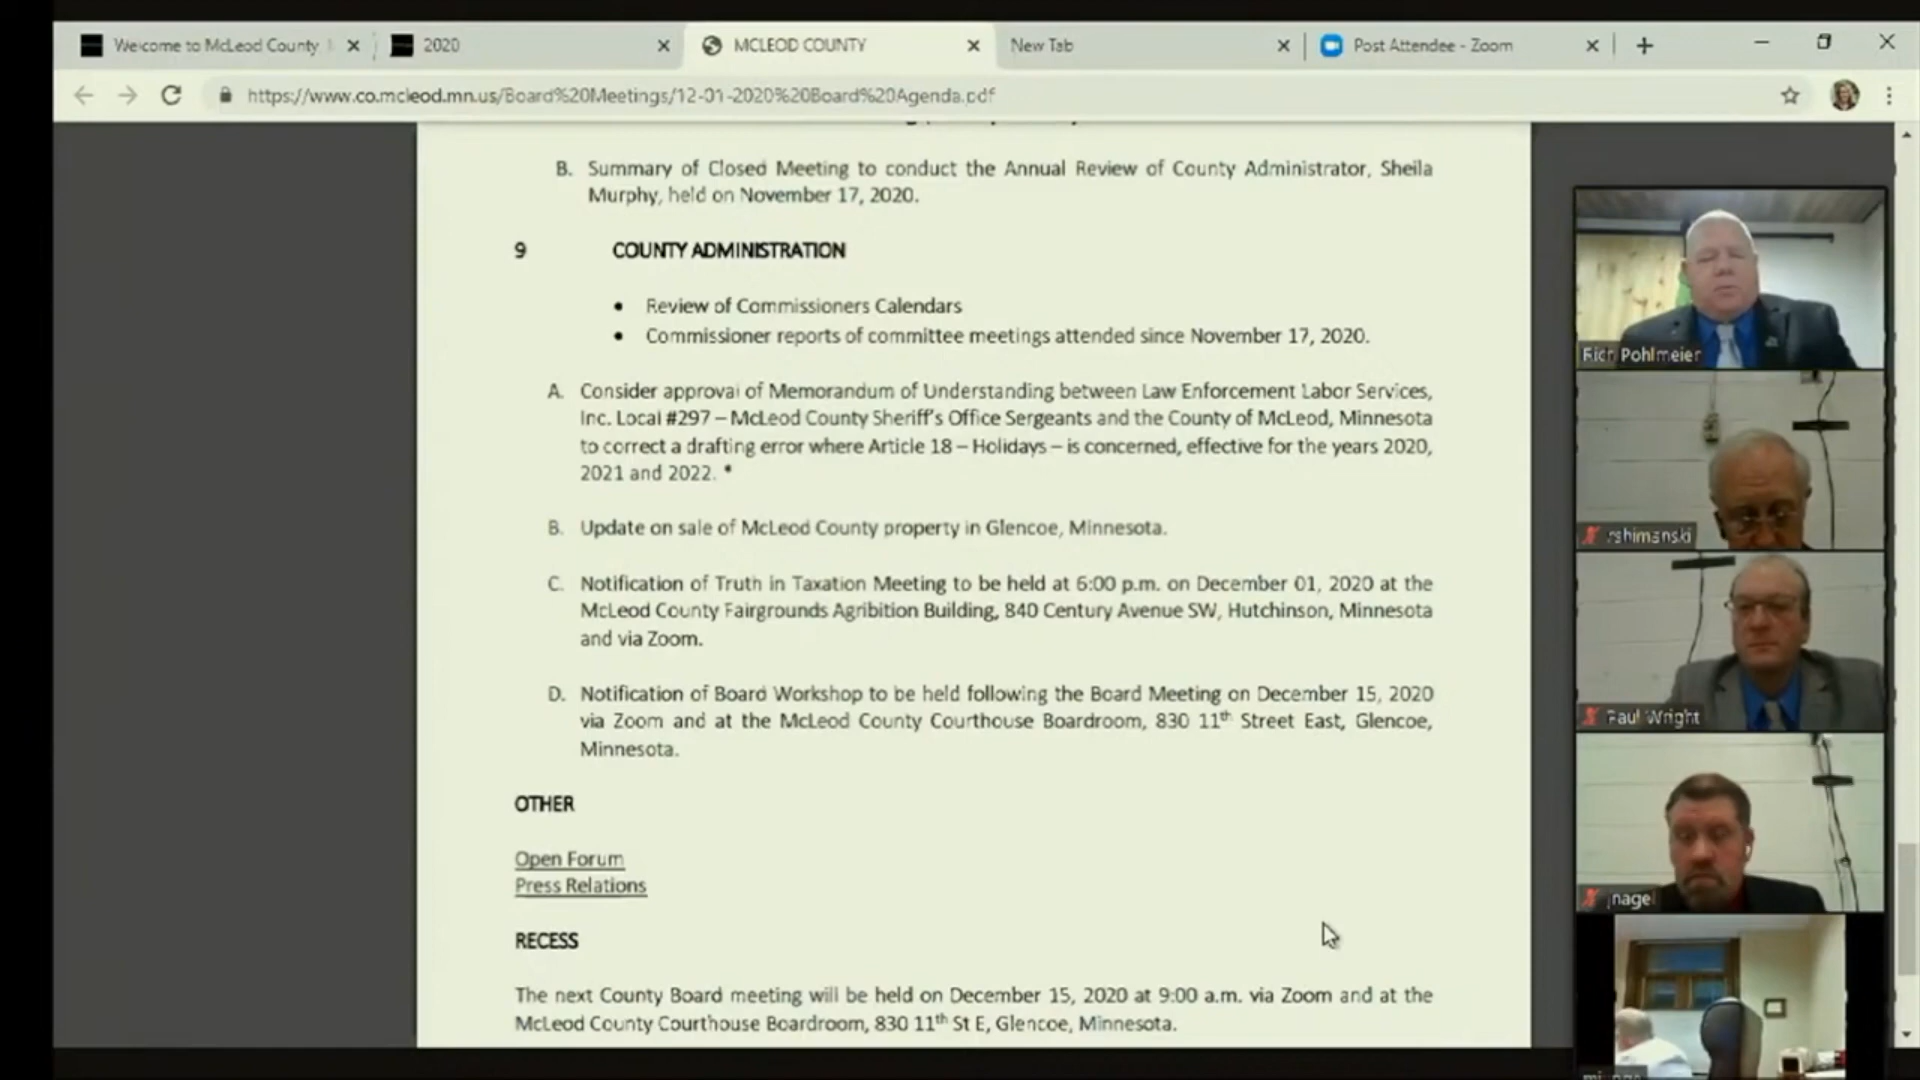 Welcome to McLeod County
2020
MCLEOD COUNTY
New Tab
Post Attendee - Zoom
https://www.co.mcleod.mn.us/Board%20Meetings/12-01-2020%20Board%20Agenda.pdf
B. Summary of Closed Meeting to conduct the Annual Review of County Administrator, Sheila
Murphy, held on November 17, 2020.
9 COUNTY ADMINISTRATION
• Review of Commissioners Calendars
• Commissioner reports of committee meetings attended since November 17, 2020.
A. Consider approval of Memorandum of Understanding between Law Enforcement Labor Services,
Inc. Local #297 – McLeod County Sheriff's Office Sergeants and the County of McLeod, Minnesota
to correct a drafting error where Article 18 – Holidays – is concerned, effective for the years 2020,
2021 and 2022. *
B. Update on sale of McLeod County property in Glencoe, Minnesota.
C. Notification of Truth in Taxation Meeting to be held at 6:00 p.m. on December 01, 2020 at the
McLeod County Fairgrounds Agribition Building, 840 Century Avenue SW, Hutchinson, Minnesota
and via Zoom.
D. Notification of Board Workshop to be held following the Board Meeting on December 15, 2020
via Zoom and at the McLeod County Courthouse Boardroom, 830 11th Street East, Glencoe,
Minnesota.
OTHER
Open Forum
Press Relations
RECESS
The next County Board meeting will be held on December 15, 2020 at 9:00 a.m. via Zoom and at the
McLeod County Courthouse Boardroom, 830 11th St E, Glencoe, Minnesota.
Rich Pohlmeier
rshimanski
Paul Wright
jnagel